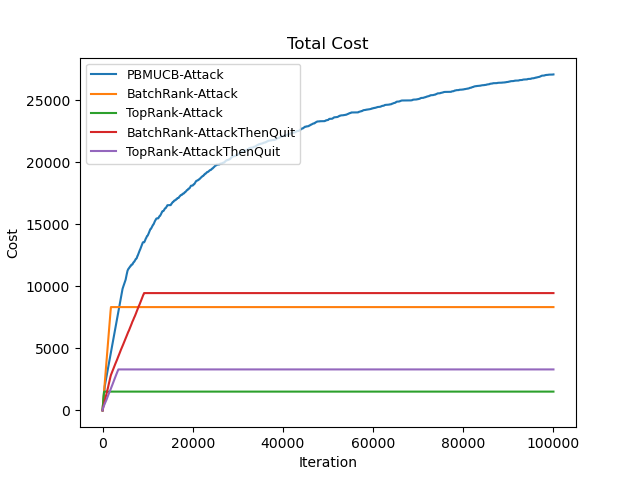 Total Cost
PBMUCB-Attack
BatchRank-Attack
TopRank-Attack
BatchRank-AttackThenQuit
TopRank-AttackThenQuit
25000
20000
15000
10000
5000
0
Cost
0 20000 40000 60000 80000 100000
Iteration